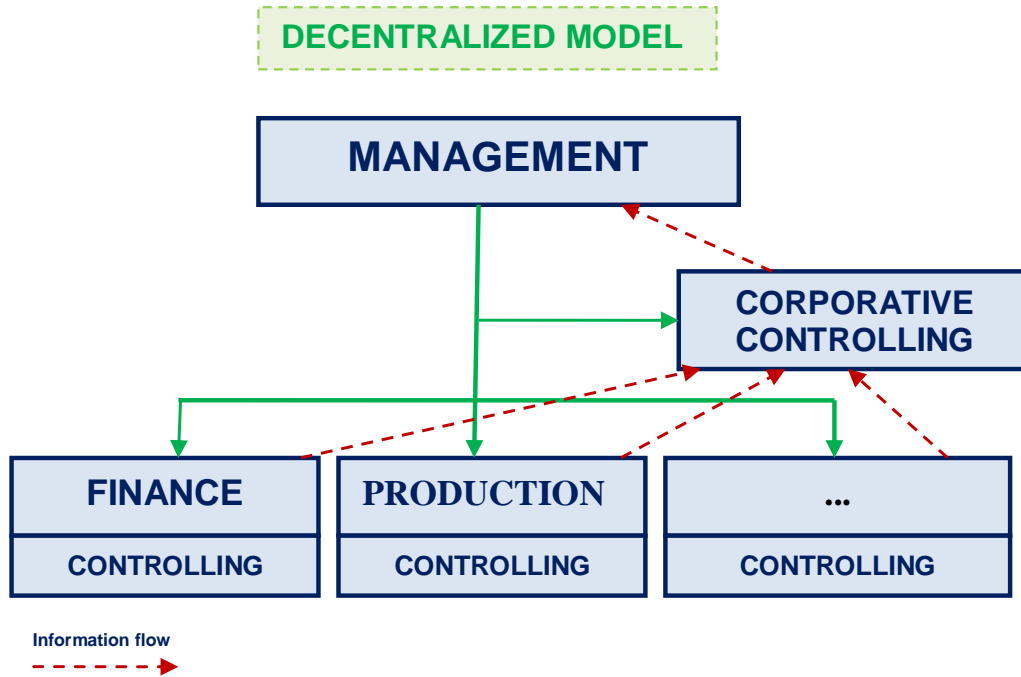 DECENTRALIZED MODEL
MANAGEMENT
CORPORATIVE
CONTROLLING
FINANCE
PRODUCTION
...
CONTROLLING
CONTROLLING
CONTROLLING
Information flow